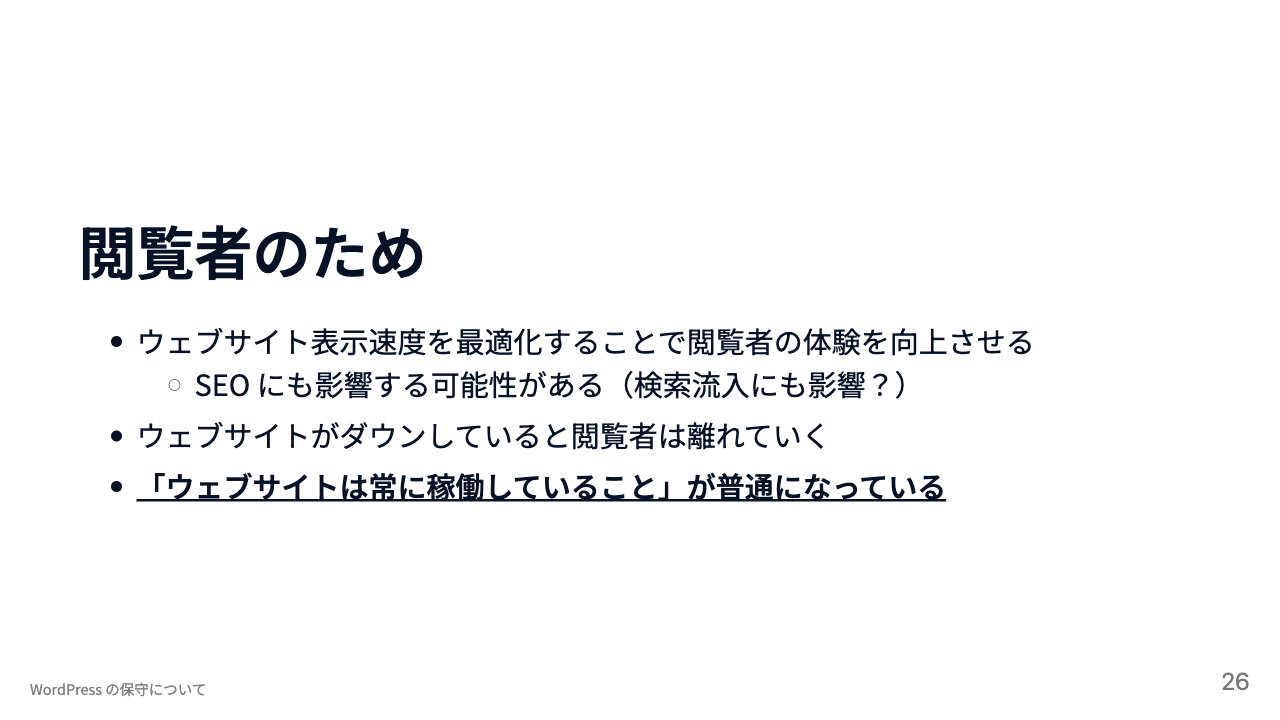 閲覧者のため
ウェブサイト表示速度を最適化することで閲覧者の体験を向上させる
SEO にも影響する可能性がある（検索流入にも影響？）
ウェブサイトがダウンしていると閲覧者は離れていく
「ウェブサイトは常に稼働していること」が普通になっている
WordPress の保守について
26